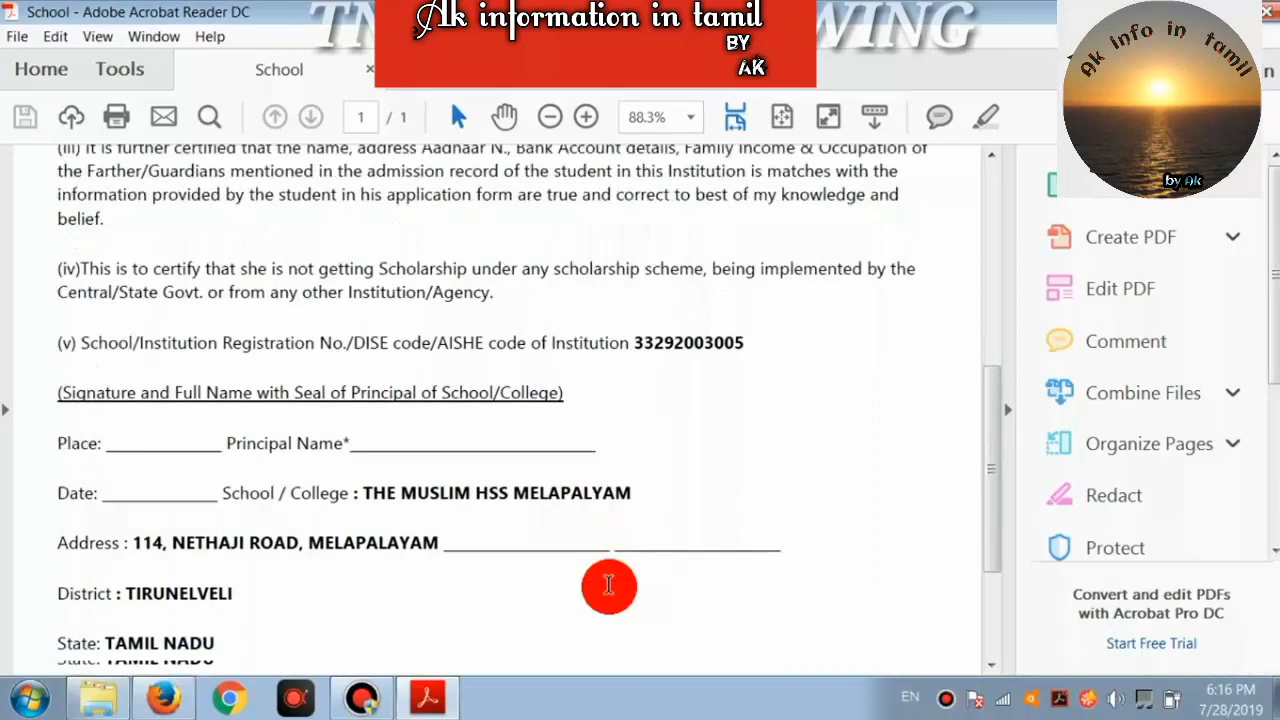 School - Adobe Acrobat Reader DC
Ak information in tamil
BY
AK
File Edit View Window Help
Home Tools School ×
1 / 1 88.3%
Ak info in tamil
by Ak
(iii) It is further certified that the name, address Aadhaar N., Bank Account details, Family Income & Occupation of
the Farther/Guardians mentioned in the admission record of the student in this Institution is matches with the
information provided by the student in his application form are true and correct to best of my knowledge and
belief.
(iv)This is to certify that she is not getting Scholarship under any scholarship scheme, being implemented by the
Central/State Govt. or from any other Institution/Agency.
(v) School/Institution Registration No./DISE code/AISHE code of Institution 33292003005
(Signature and Full Name with Seal of Principal of School/College)
Place: ____________ Principal Name*__________________________
Date: ____________ School / College : THE MUSLIM HSS MELAPALYAM
Address : 114, NETHAJI ROAD, MELAPALAYAM __________________ __________________
District : TIRUNELVELI
State: TAMIL NADU
State: TAMIL NADU
Create PDF
Edit PDF
Comment
Combine Files
Organize Pages
Redact
Protect
Convert and edit PDFs
with Acrobat Pro DC
Start Free Trial
EN
6:16 PM
7/28/2019